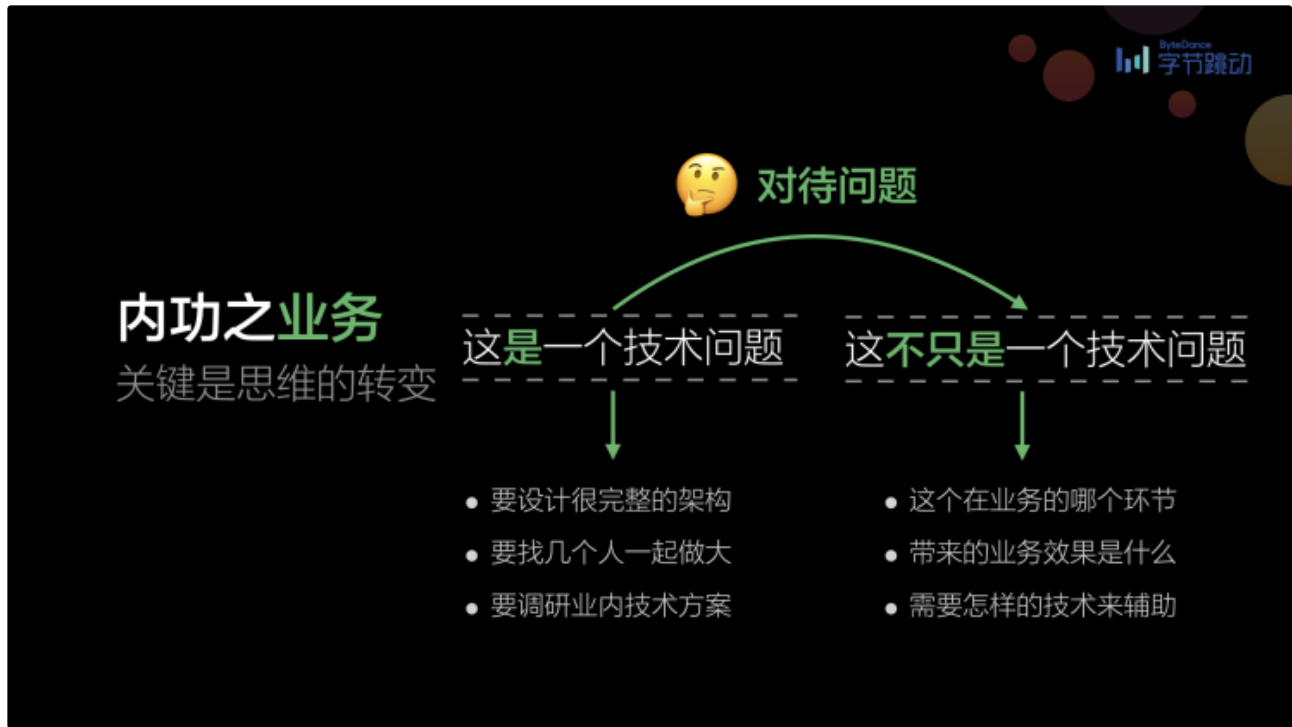 ByteDance
字节跳动
对待问题
内功之业务
关键是思维的转变
这是一个技术问题
这不只是一个技术问题
要设计很完整的架构
要找几个人一起做大
要调研业内技术方案
这个在业务的哪个环节
带来的业务效果是什么
需要怎样的技术来辅助